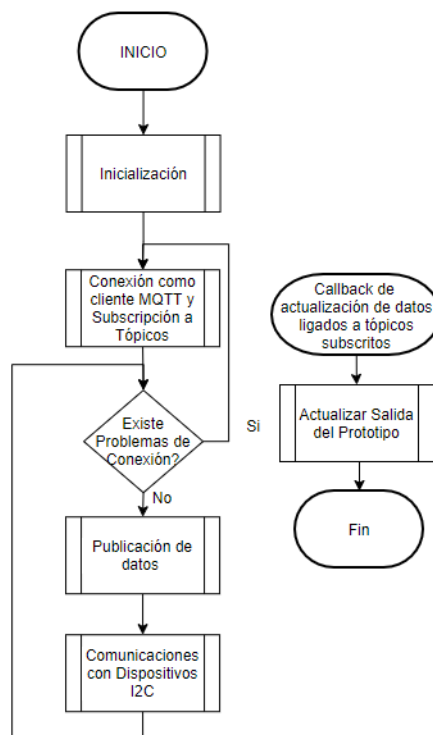 INICIO
Inicialización
Conexión como
cliente MQTT y
Subscripción a
Tópicos
Existe
Problemas de
Conexión?
Si
No
Publicación de
datos
Comunicaciones
con Dispositivos
I2C
Callback de
actualización de datos
ligados a tópicos
subscritos
Actualizar Salida
del Prototipo
Fin